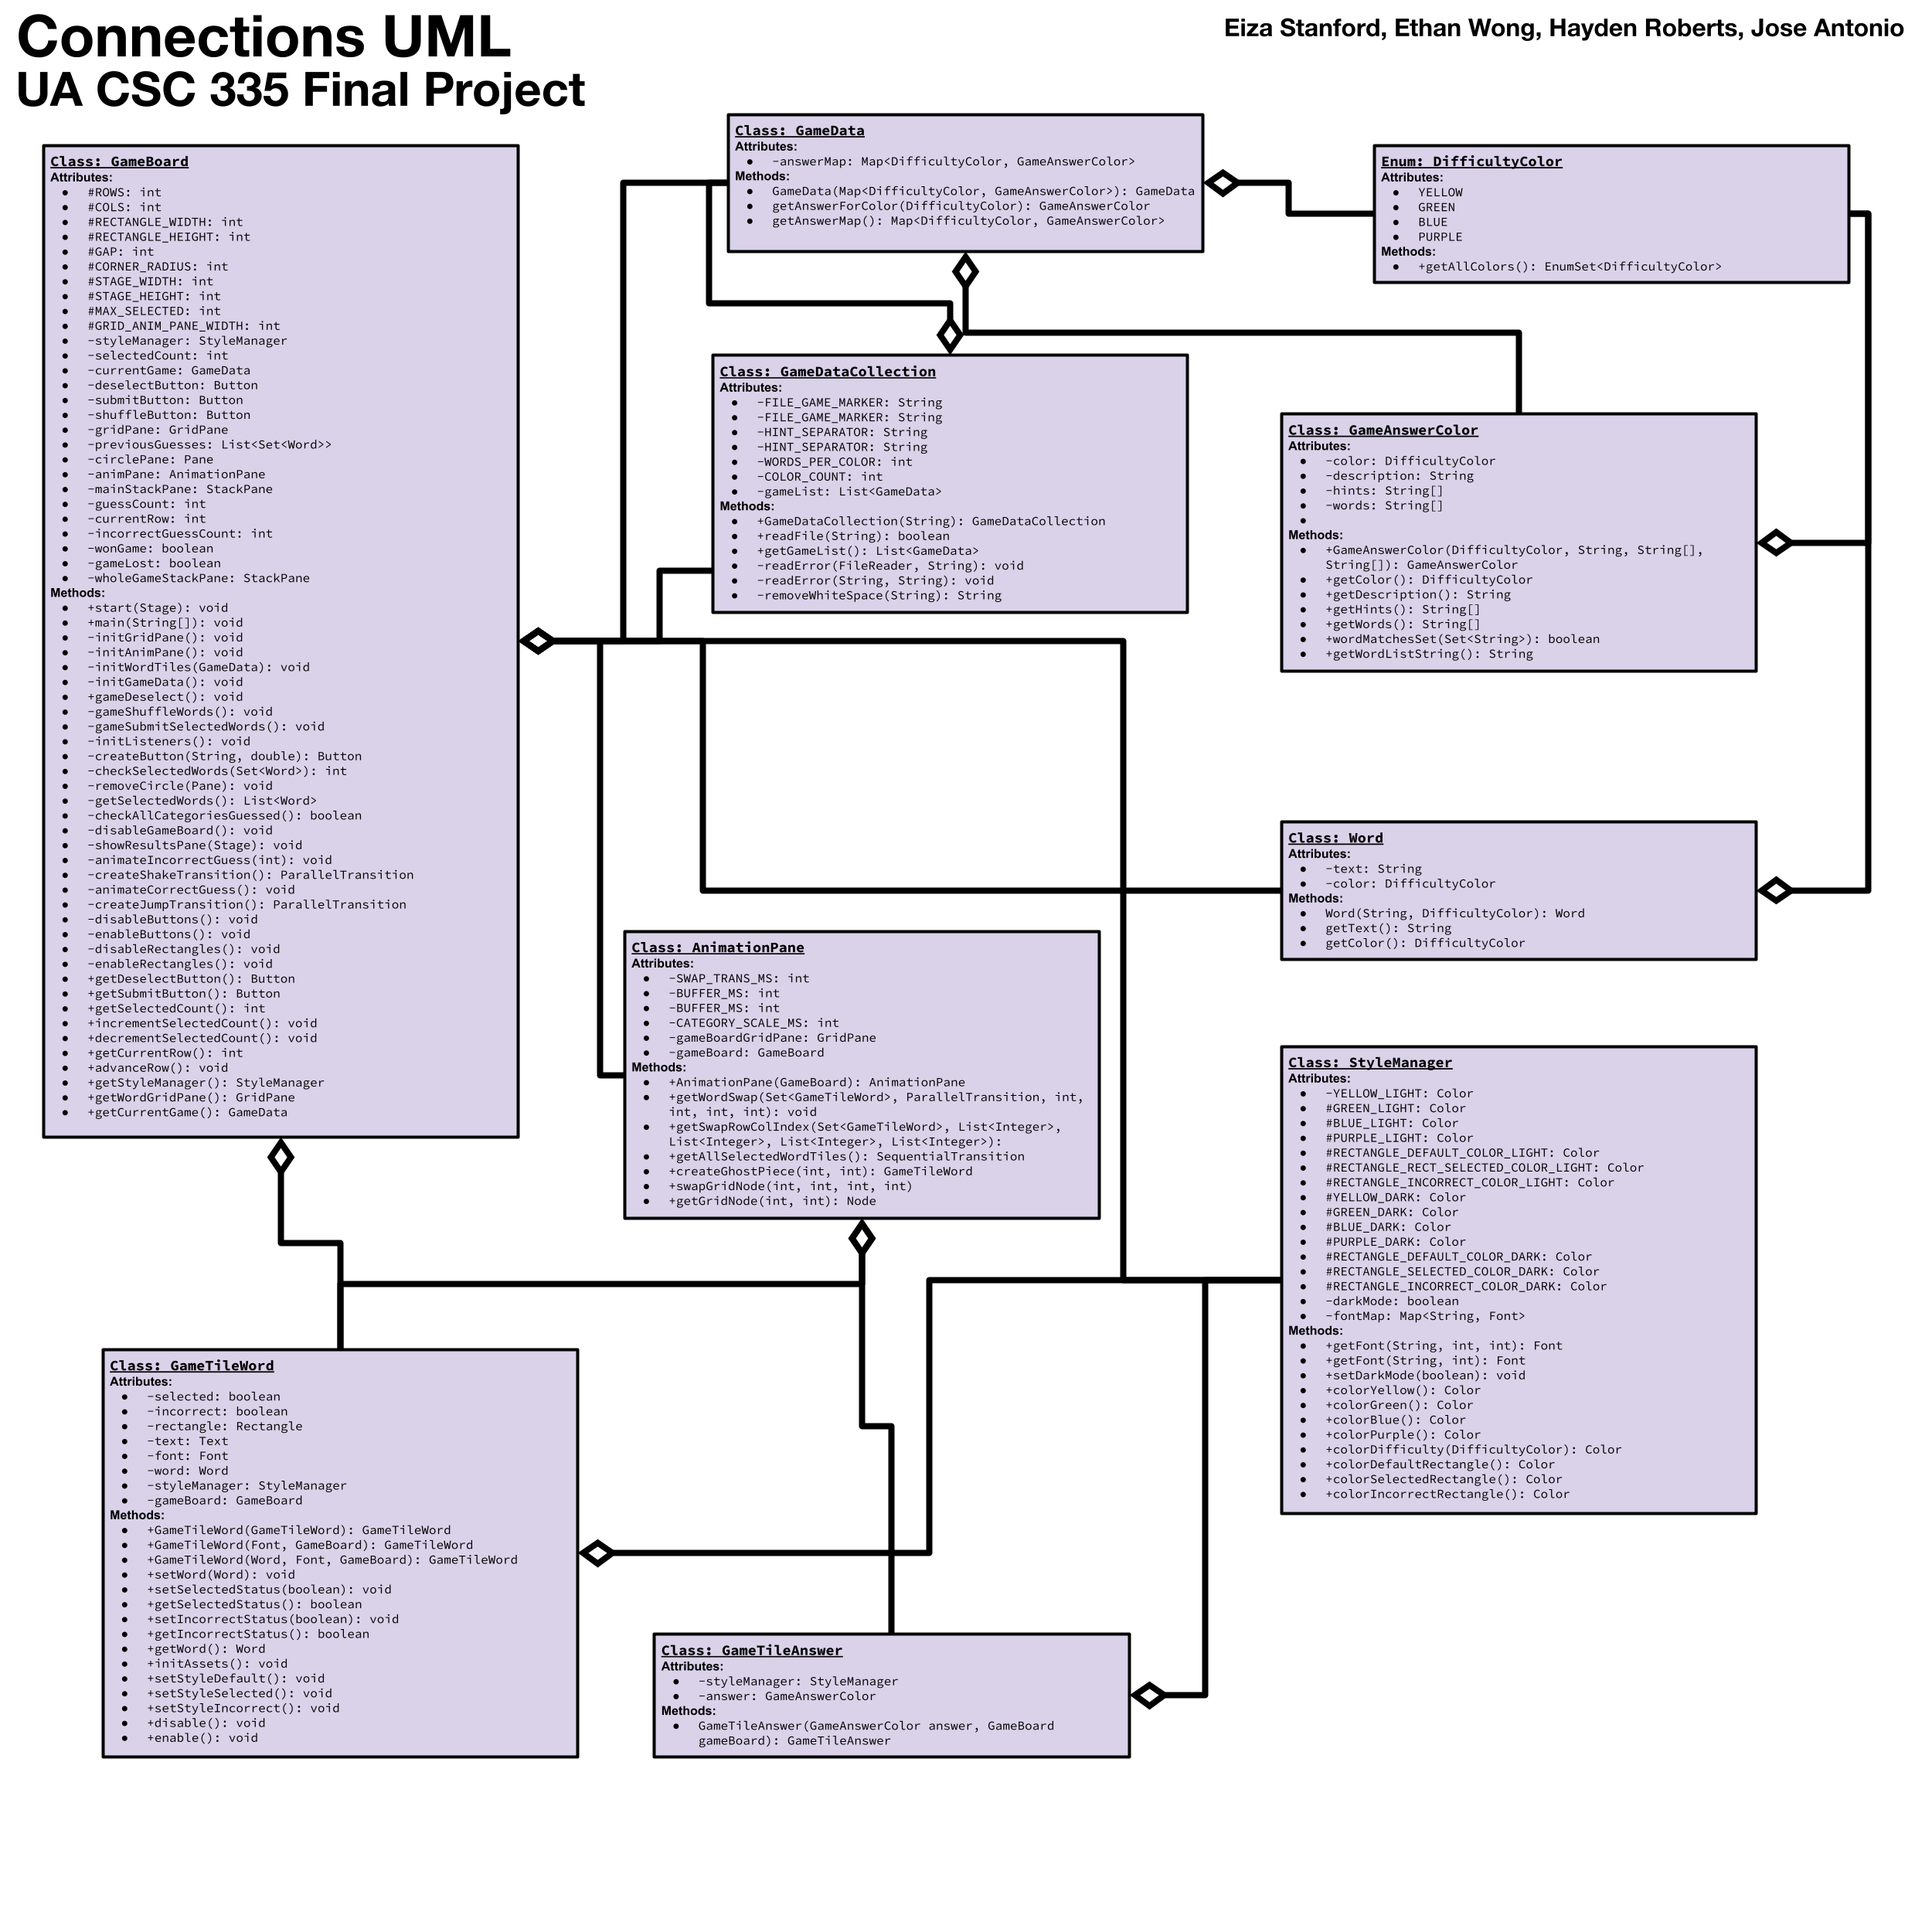 Connections UML
UA CSC 335 Final Project
Eiza Stanford, Ethan Wong, Hayden Roberts, Jose Antonio
Class: GameBoard
Attributes:
● #ROWS: int
● #COLS: int
● #RECTANGLE_WIDTH: int
● #RECTANGLE_HEIGHT: int
● #GAP: int
● #CORNER_RADIUS: int
● #STAGE_WIDTH: int
● #STAGE_HEIGHT: int
● #MAX_SELECTED: int
● #GRID_ANIM_PANE_WIDTH: int
● -styleManager: StyleManager
● -selectedCount: int
● -currentGame: GameData
● -deselectButton: Button
● -submitButton: Button
● -shuffleButton: Button
● -gridPane: GridPane
● -previousGuesses: List<Set<Word>>
● -circlePane: Pane
● -animPane: AnimationPane
● -mainStackPane: StackPane
● -guessCount: int
● -currentRow: int
● -incorrectGuessCount: int
● -wonGame: boolean
● -gameLost: boolean
● -wholeGameStackPane: StackPane
Methods:
● +start(Stage): void
● +main(String[]): void
● -initGridPane(): void
● -initAnimPane(): void
● -initWordTiles(GameData): void
● -initGameData(): void
● +gameDeselect(): void
● -gameShuffleWords(): void
● -gameSubmitSelectedWords(): void
● -initListeners(): void
● -createButton(String, double): Button
● -checkSelectedWords(Set<Word>): int
● -removeCircle(Pane): void
● -getSelectedWords(): List<Word>
● -checkAllCategoriesGuessed(): boolean
● -disableGameBoard(): void
● -showResultsPane(Stage): void
● -animateIncorrectGuess(int): void
● -createShakeTransition(): ParallelTransition
● -animateCorrectGuess(): void
● -createJumpTransition(): ParallelTransition
● -disableButtons(): void
● -enableButtons(): void
● -disableRectangles(): void
● -enableRectangles(): void
● +getDeselectButton(): Button
● +getSubmitButton(): Button
● +getSelectedCount(): int
● +incrementSelectedCount(): void
● +decrementSelectedCount(): void
● +getCurrentRow(): int
● +advanceRow(): void
● +getStyleManager(): StyleManager
● +getWordGridPane(): GridPane
● +getCurrentGame(): GameData
Class: GameData
Attributes:
● -answerMap: Map<DifficultyColor, GameAnswerColor>
Methods:
● GameData(Map<DifficultyColor, GameAnswerColor>): GameData
● getAnswerForColor(DifficultyColor): GameAnswerColor
● getAnswerMap(): Map<DifficultyColor, GameAnswerColor>
Enum: DifficultyColor
Attributes:
● YELLOW
● GREEN
● BLUE
● PURPLE
Methods:
● +getAllColors(): EnumSet<DifficultyColor>
Class: GameDataCollection
Attributes:
● -FILE_GAME_MARKER: String
● -FILE_GAME_MARKER: String
● -HINT_SEPARATOR: String
● -HINT_SEPARATOR: String
● -WORDS_PER_COLOR: int
● -COLOR_COUNT: int
● -gameList: List<GameData>
Methods:
● +GameDataCollection(String): GameDataCollection
● +readFile(String): boolean
● +getGameList(): List<GameData>
● -readError(FileReader, String): void
● -readError(String, String): void
● -removeWhiteSpace(String): String
Class: GameAnswerColor
Attributes:
● -color: DifficultyColor
● -description: String
● -hints: String[]
● -words: String[]
●
Methods:
● +GameAnswerColor(DifficultyColor, String, String[],
String[]): GameAnswerColor
● +getColor(): DifficultyColor
● +getDescription(): String
● +getHints(): String[]
● +getWords(): String[]
● +wordMatchesSet(Set<String>): boolean
● +getWordListString(): String
Class: Word
Attributes:
● -text: String
● -color: DifficultyColor
Methods:
● Word(String, DifficultyColor): Word
● getText(): String
● getColor(): DifficultyColor
Class: AnimationPane
Attributes:
● -SWAP_TRANS_MS: int
● -BUFFER_MS: int
● -BUFFER_MS: int
● -CATEGORY_SCALE_MS: int
● -gameBoardGridPane: GridPane
● -gameBoard: GameBoard
Methods:
● +AnimationPane(GameBoard): AnimationPane
● +getWordSwap(Set<GameTileWord>, ParallelTransition, int,
int, int, int): void
● +getSwapRowColIndex(Set<GameTileWord>, List<Integer>,
List<Integer>, List<Integer>, List<Integer>):
● +getAllSelectedWordTiles(): SequentialTransition
● +createGhostPiece(int, int): GameTileWord
● +swapGridNode(int, int, int, int)
● +getGridNode(int, int): Node
Class: StyleManager
Attributes:
● -YELLOW_LIGHT: Color
● #GREEN_LIGHT: Color
● #BLUE_LIGHT: Color
● #PURPLE_LIGHT: Color
● #RECTANGLE_DEFAULT_COLOR_LIGHT: Color
● #RECTANGLE_RECT_SELECTED_COLOR_LIGHT: Color
● #RECTANGLE_INCORRECT_COLOR_LIGHT: Color
● #YELLOW_DARK: Color
● #GREEN_DARK: Color
● #BLUE_DARK: Color
● #PURPLE_DARK: Color
● #RECTANGLE_DEFAULT_COLOR_DARK: Color
● #RECTANGLE_SELECTED_COLOR_DARK: Color
● #RECTANGLE_INCORRECT_COLOR_DARK: Color
● -darkMode: boolean
● -fontMap: Map<String, Font>
Methods:
● +getFont(String, int, int): Font
● +getFont(String, int): Font
● +setDarkMode(boolean): void
● +colorYellow(): Color
● +colorGreen(): Color
● +colorBlue(): Color
● +colorPurple(): Color
● +colorDifficulty(DifficultyColor): Color
● +colorDefaultRectangle(): Color
● +colorSelectedRectangle(): Color
● +colorIncorrectRectangle(): Color
Class: GameTileWord
Attributes:
● -selected: boolean
● -incorrect: boolean
● -rectangle: Rectangle
● -text: Text
● -font: Font
● -word: Word
● -styleManager: StyleManager
● -gameBoard: GameBoard
Methods:
● +GameTileWord(GameTileWord): GameTileWord
● +GameTileWord(Font, GameBoard): GameTileWord
● +GameTileWord(Word, Font, GameBoard): GameTileWord
● +setWord(Word): void
● +setSelectedStatus(boolean): void
● +getSelectedStatus(): boolean
● +setIncorrectStatus(boolean): void
● +getIncorrectStatus(): boolean
● +getWord(): Word
● +initAssets(): void
● +setStyleDefault(): void
● +setStyleSelected(): void
● +setStyleIncorrect(): void
● +disable(): void
● +enable(): void
Class: GameTileAnswer
Attributes:
● -styleManager: StyleManager
● -answer: GameAnswerColor
Methods:
● GameTileAnswer(GameAnswerColor answer, GameBoard
gameBoard): GameTileAnswer